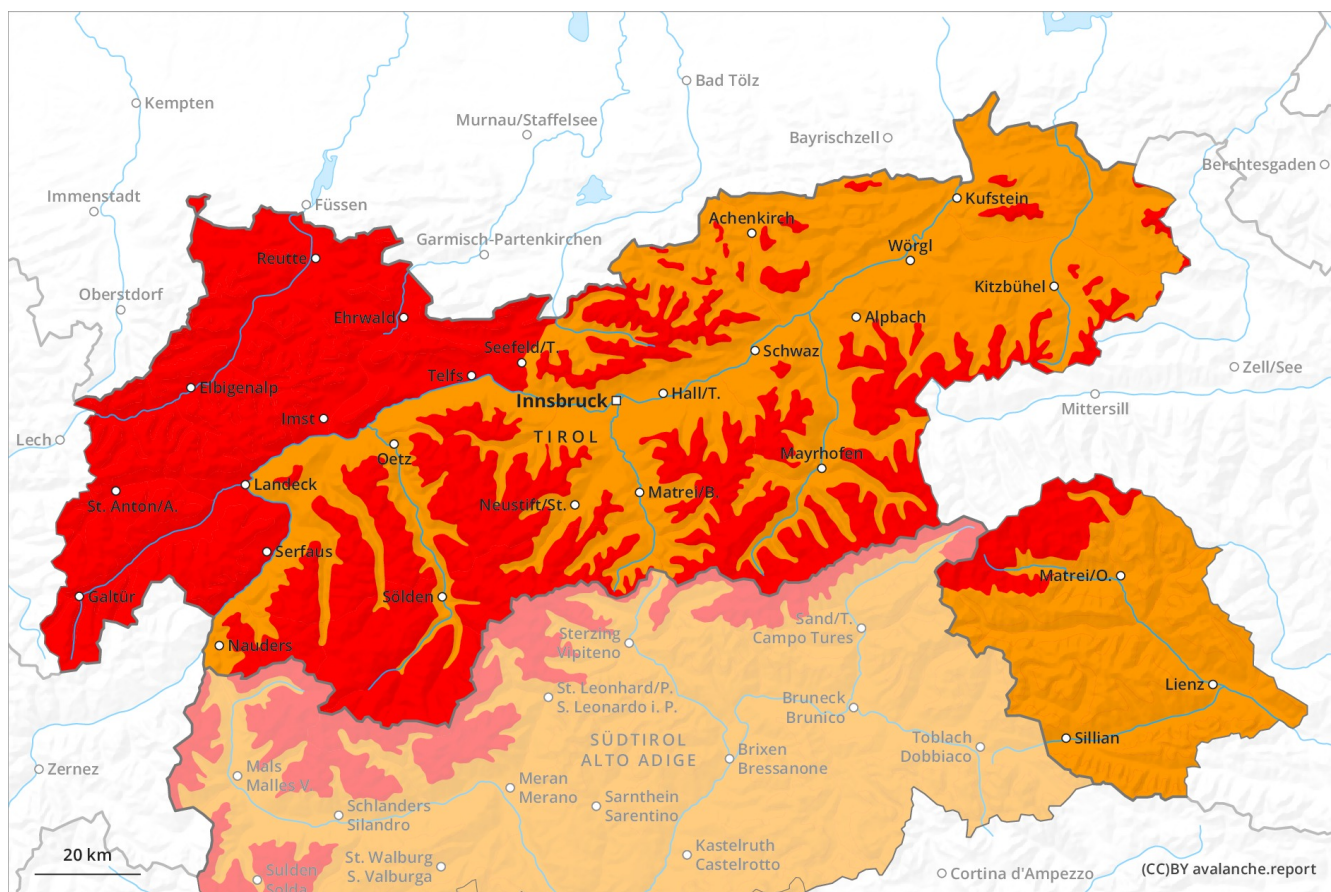 Kempten
Bad Tölz
Murnau/Staffelsee
Bayrischzell
Berchtesgaden
Immenstadt
Füssen
Kufstein
Achenkirch
Garmisch-Partenkirchen
Wörgl
Reutte
Oberstdorf
Kitzbühel
Ehrwald
Alpbach
Seefeld/T.
Schwaz
Zell/See
Telfs
Elbigenalp
Hall/T.
Innsbruck
Mittersill
Imst
Lech
TIROL
Oetz
Mayrhofen
Landeck
Matrei/B.
St. Anton/A.
Neustift/St.
Serfaus
Matrei/O.
Galtür
Sölden
Sand/T.
Campo Tures
Sterzing
Vipiteno
Nauders
Lienz
St. Leonhard/P.
S. Leonardo i. P.
Bruneck
Brunico
Sillian
SÜDTIROL
ALTO ADIGE
Toblach
Dobbiaco
Brixen
Bressanone
Zernez
Mals
Malles V.
Meran
Merano
Schlanders
Silandro
Sarnthein
Sarentino
Kastelruth
Castelrotto
20 km
St. Walburg
S. Valburga
Sulden
Solda
Cortina d'Ampezzo
(CC)BY avalanche.report